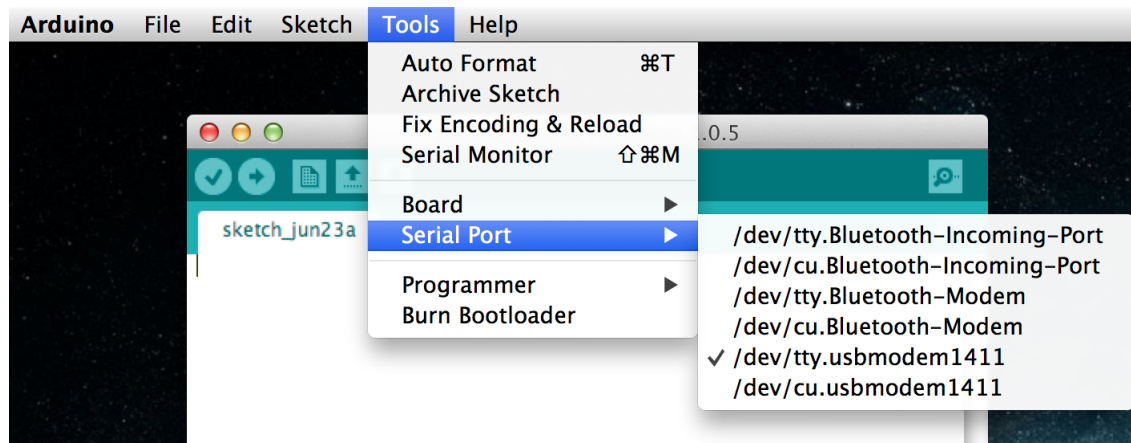 Arduino File Edit Sketch Tools Help
Auto Format ⌘T
Archive Sketch
Fix Encoding & Reload
Serial Monitor ⇧⌘M
.0.5
Board
sketch_jun23a
Serial Port
Programmer
Burn Bootloader
/dev/tty.Bluetooth-Incoming-Port
/dev/cu.Bluetooth-Incoming-Port
/dev/tty.Bluetooth-Modem
/dev/cu.Bluetooth-Modem
✓ /dev/tty.usbmodem1411
/dev/cu.usbmodem1411